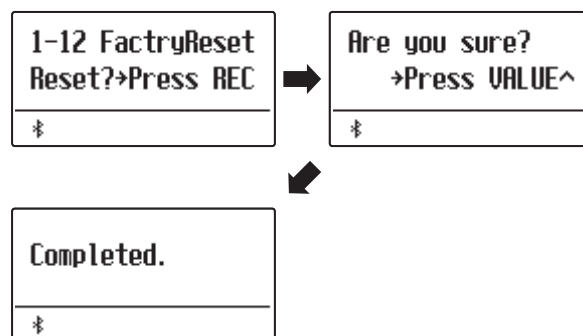 1-12 FactryReset
Reset?→Press REC
Are you sure?
→Press VALUE^
Completed.